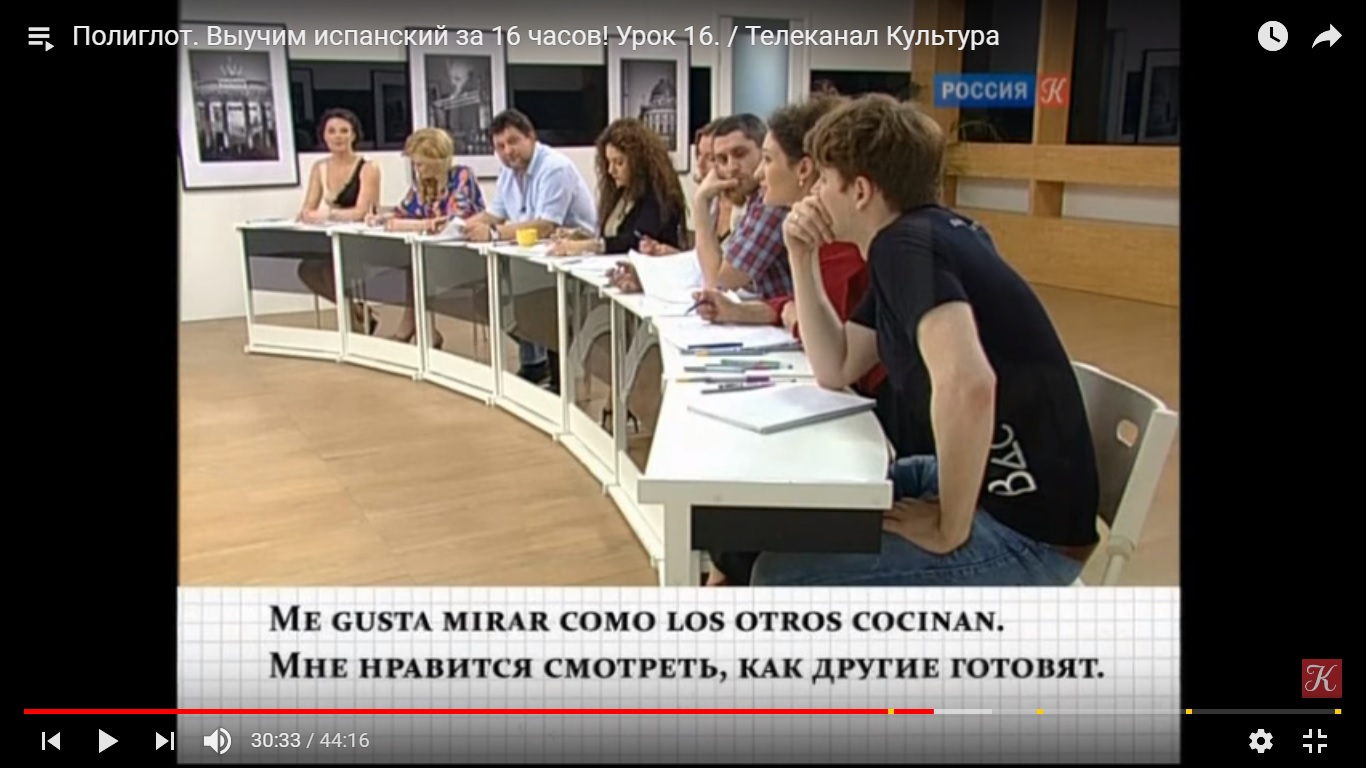 Полиглот. Выучим испанский за 16 часов! Урок 16. / Телеканал Культура
РОССИЯ К
ВДС
Me gusta mirar como los otros cocinan.
Мне нравится смотреть, как другие готовят.
К
30:33 / 44:16